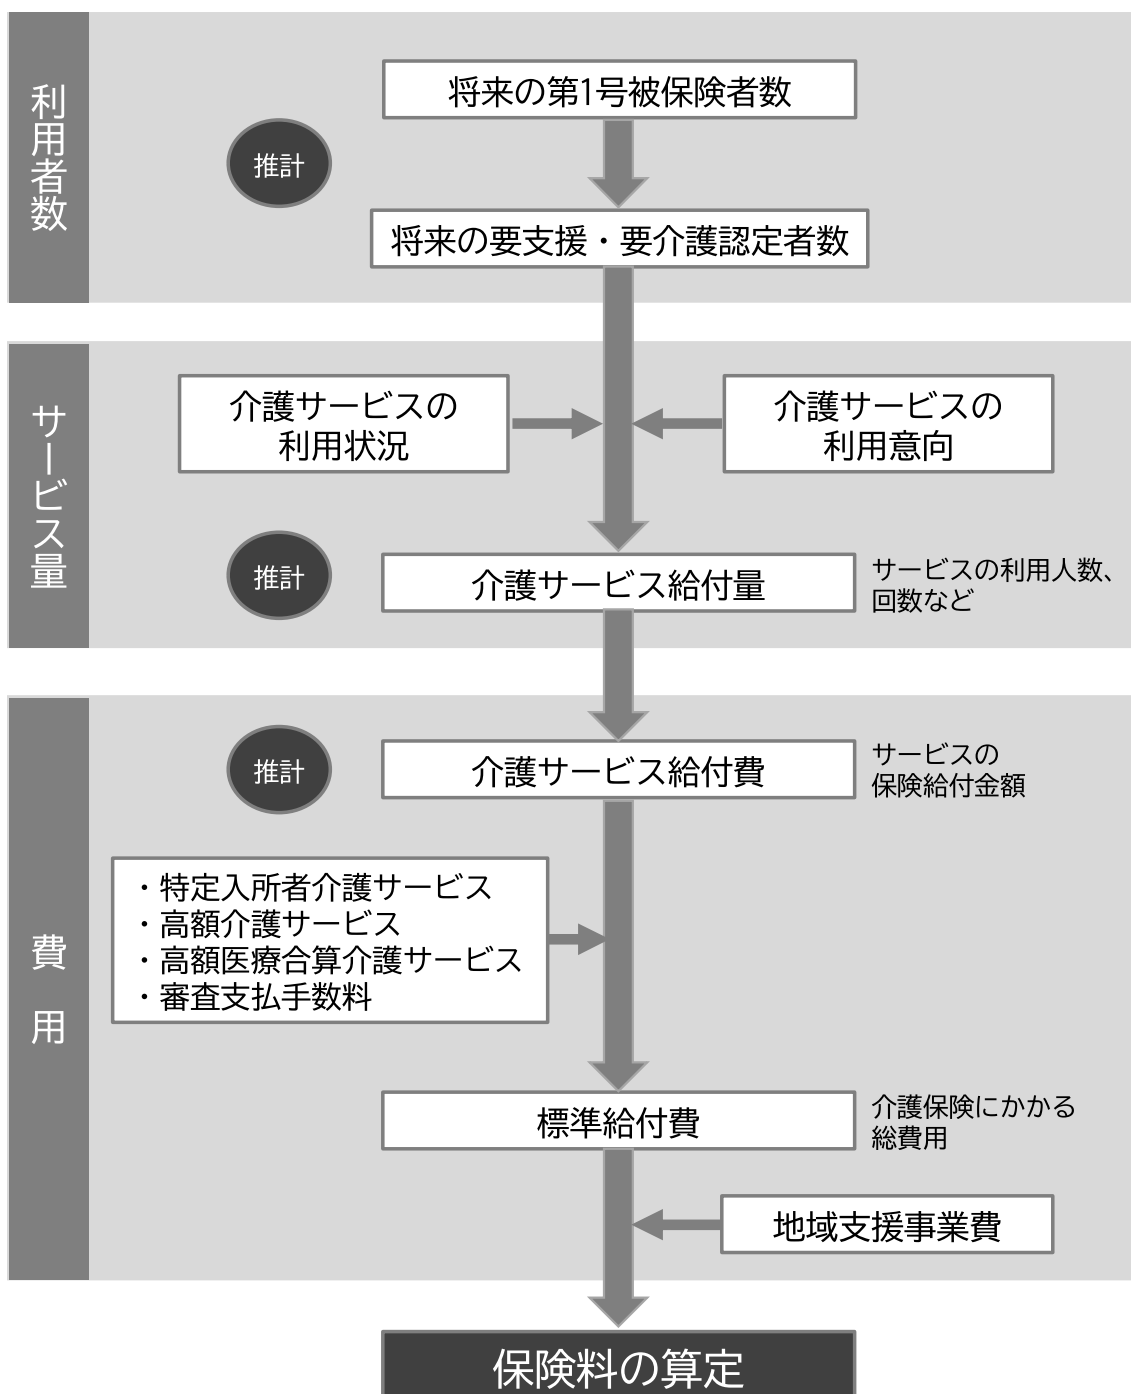 利用者数
将来の第1号被保険者数
推計
将来の要支援・要介護認定者数
サービス量
介護サービスの
利用状況
介護サービスの
利用意向
推計
介護サービス給付量
サービスの利用人数、
回数など
費用
推計
介護サービス給付費
サービスの
保険給付金額
・特定入所者介護サービス
・高額介護サービス
・高額医療合算介護サービス
・審査支払手数料
標準給付費
介護保険にかかる
総費用
地域支援事業費
保険料の算定